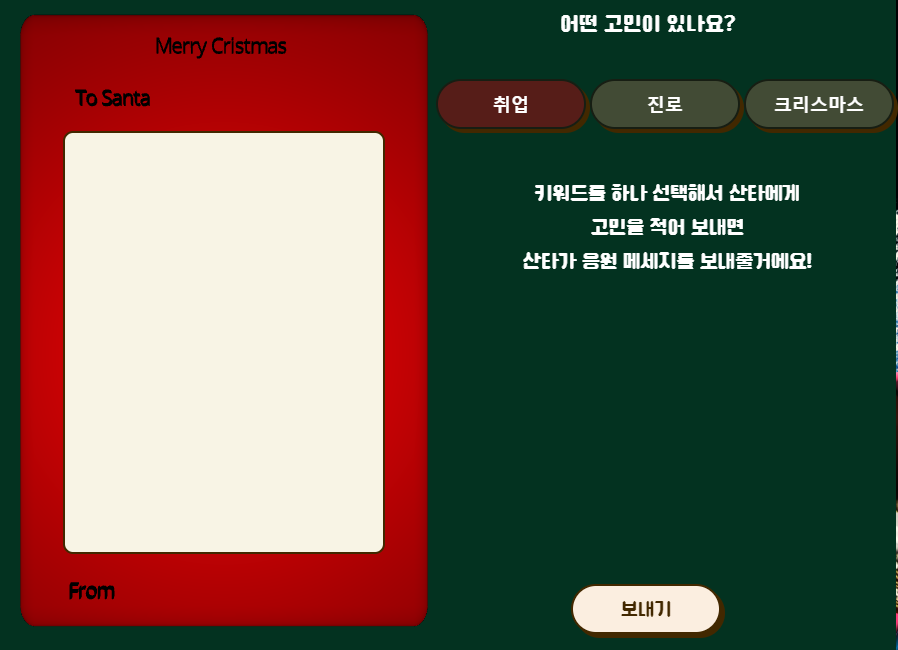 Merry Cristmas
To Santa
From
어떤 고민이 있나요?
취업 진로 크리스마스
키워드를 하나 선택해서 산타에게
고민을 적어 보내면
산타가 응원 메세지를 보내줄거에요!
보내기